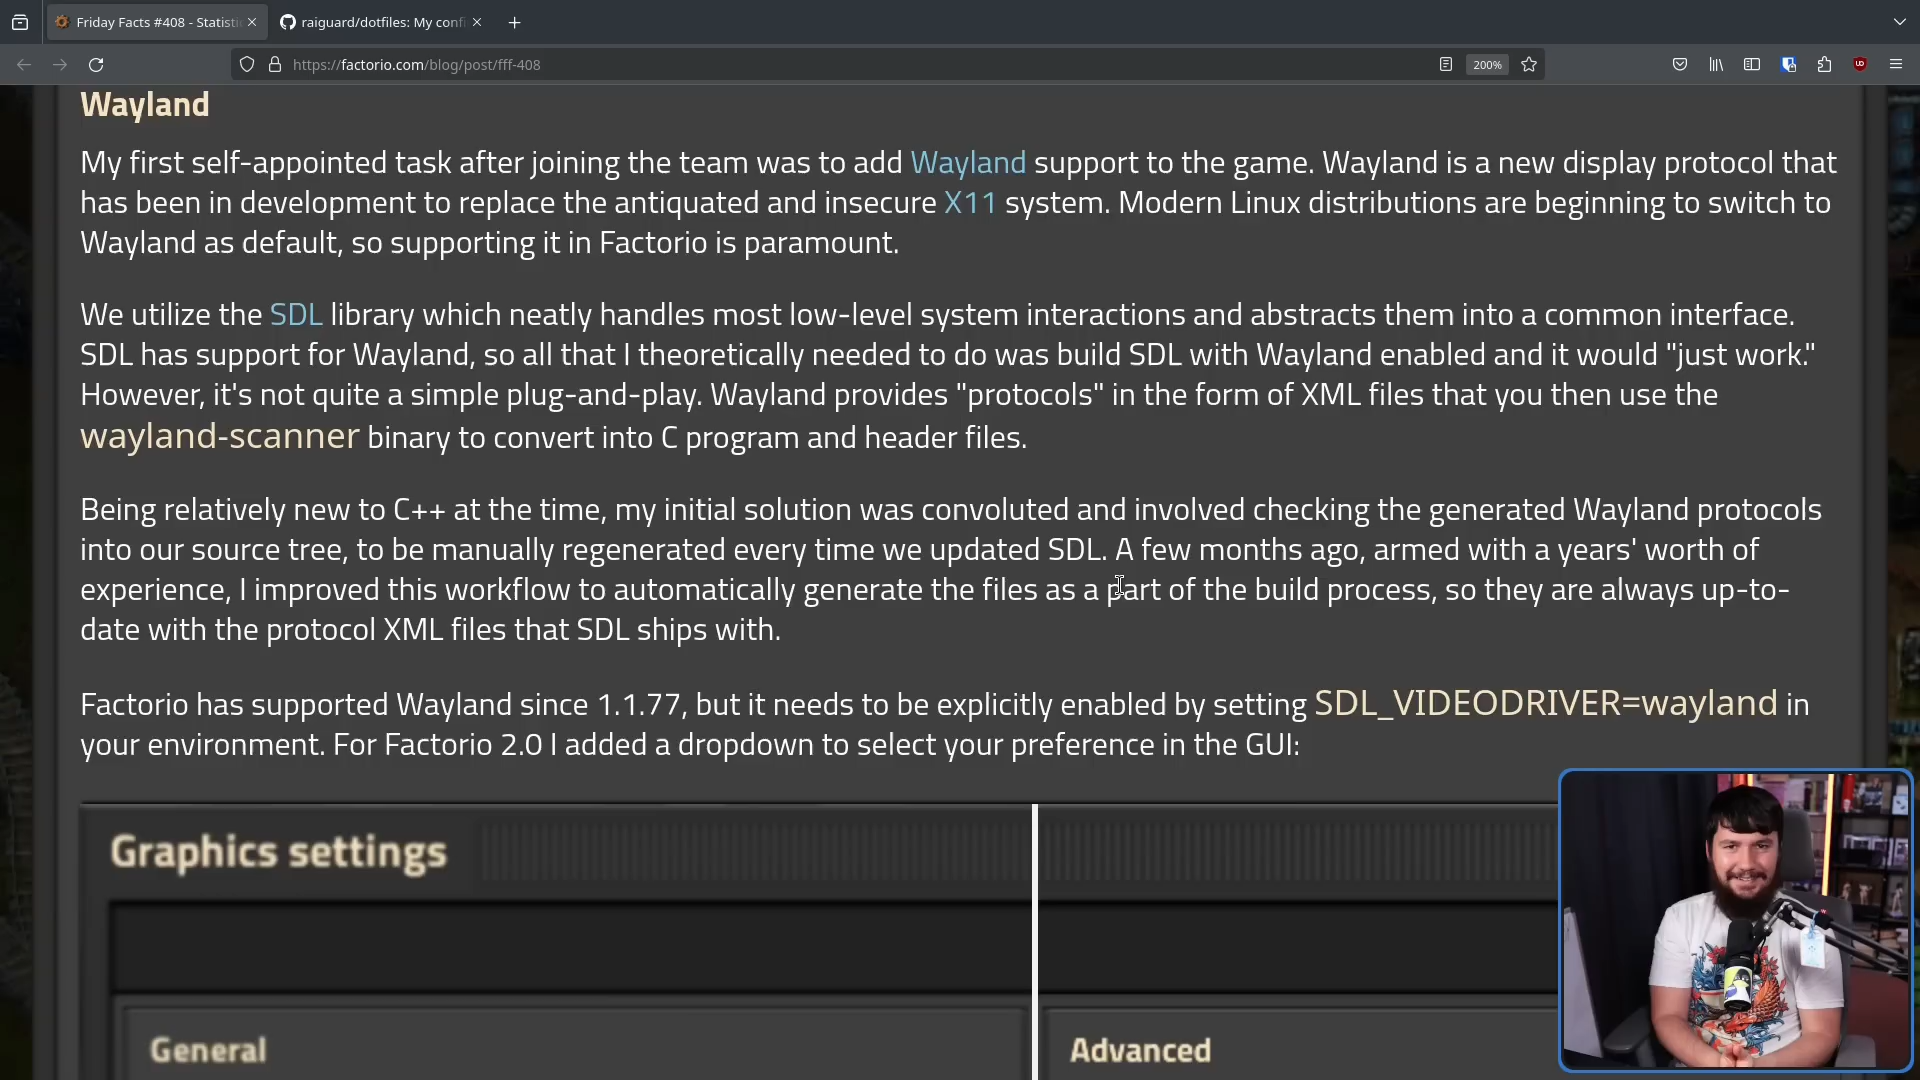 Friday Facts #408 - Statisti
raiguard/dotfiles: My confi
https://factorio.com/blog/post/fff-408
200%
Wayland
My first self-appointed task after joining the team was to add Wayland support to the game. Wayland is a new display protocol that
has been in development to replace the antiquated and insecure X11 system. Modern Linux distributions are beginning to switch to
Wayland as default, so supporting it in Factorio is paramount.
We utilize the SDL library which neatly handles most low-level system interactions and abstracts them into a common interface.
SDL has support for Wayland, so all that I theoretically needed to do was build SDL with Wayland enabled and it would "just work."
However, it's not quite a simple plug-and-play. Wayland provides "protocols" in the form of XML files that you then use the
wayland-scanner binary to convert into C program and header files.
Being relatively new to C++ at the time, my initial solution was convoluted and involved checking the generated Wayland protocols
into our source tree, to be manually regenerated every time we updated SDL. A few months ago, armed with a years' worth of
experience, I improved this workflow to automatically generate the files as a part of the build process, so they are always up-to-
date with the protocol XML files that SDL ships with.
Factorio has supported Wayland since 1.1.77, but it needs to be explicitly enabled by setting SDL_VIDEODRIVER=wayland in
your environment. For Factorio 2.0 I added a dropdown to select your preference in the GUI:
Graphics settings
General
Advanced